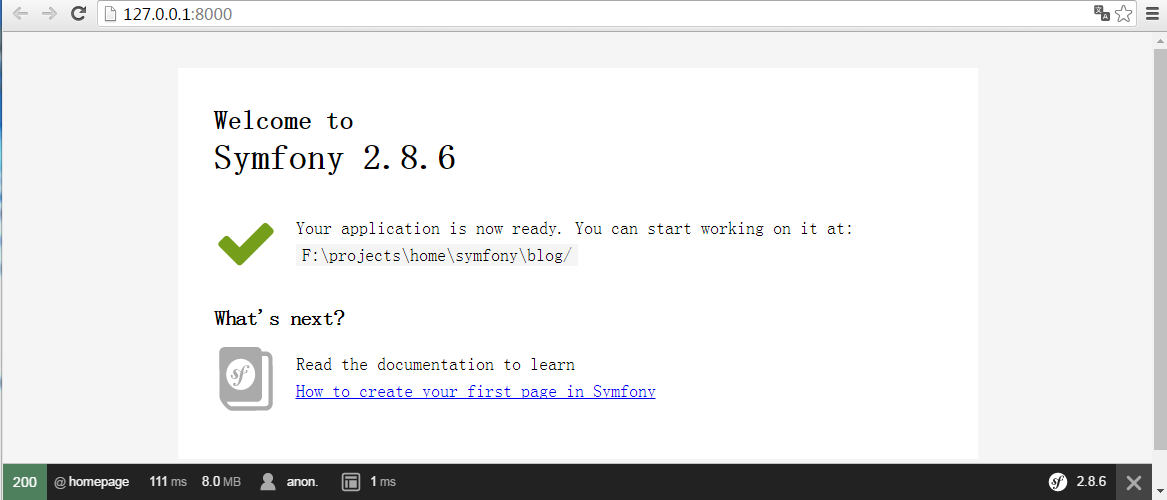 127.0.0.1:8000
Welcome to
Symfony 2.8.6
Your application is now ready. You can start working on it at:
F:\projects\home\symfony\blog/
What's next?
sf
Read the documentation to learn
How to create your first page in Symfony
200 @ homepage 111 ms 8.0 MB anon. 1 ms sf 2.8.6